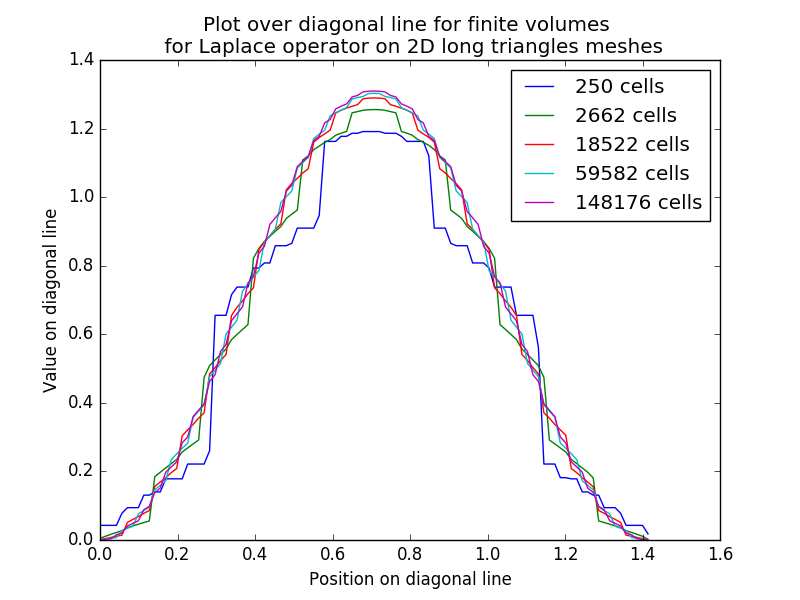 Plot over diagonal line for finite volumes
for Laplace operator on 2D long triangles meshes
1.4
1.2
1.0
0.8
0.6
0.4
0.2
0.0
Value on diagonal line
250 cells
2662 cells
18522 cells
59582 cells
148176 cells
0.0 0.2 0.4 0.6 0.8 1.0 1.2 1.4 1.6
Position on diagonal line